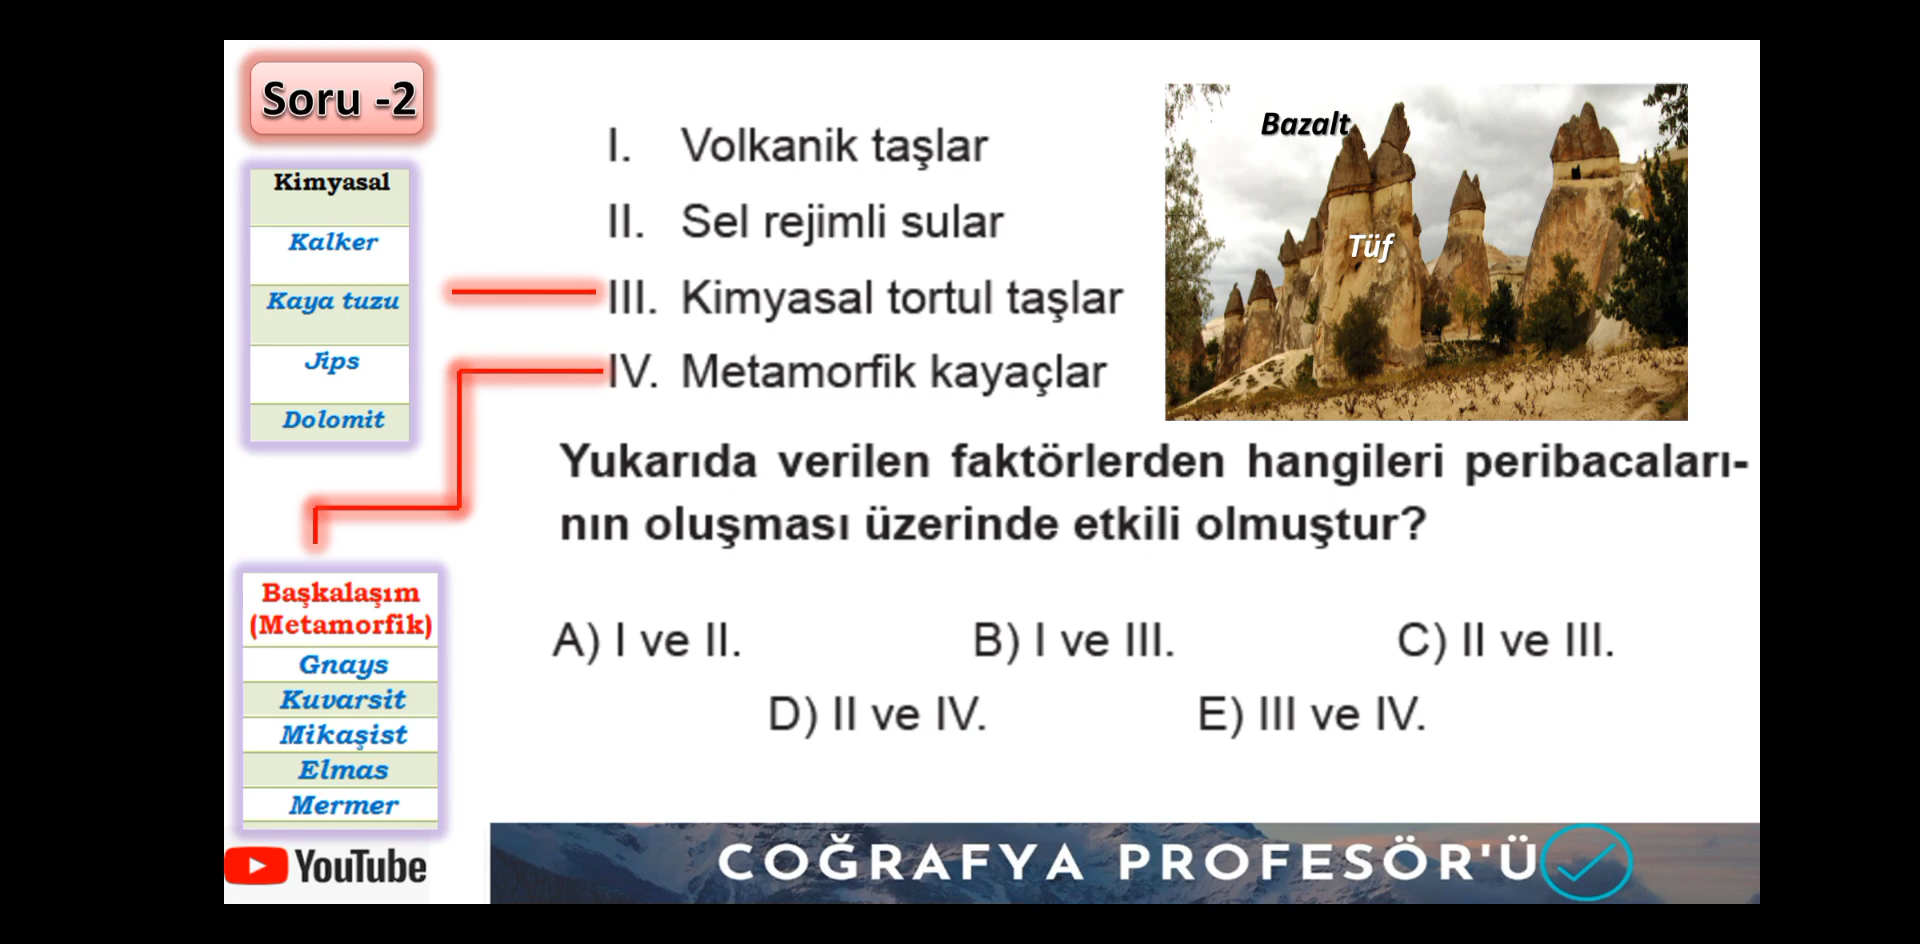 Soru -2
Kimyasal
Kalker
Kaya tuzu
Jips
Dolomit
I. Volkanik taşlar
II. Sel rejimli sular
III. Kimyasal tortul taşlar
IV. Metamorfik kayaçlar
Bazalt
Tüf
Yukarıda verilen faktörlerden hangileri peribacaları-
nın oluşması üzerinde etkili olmuştur?
A) I ve II.
B) I ve III.
C) II ve III.
D) II ve IV.
E) III ve IV.
Başkalaşım
(Metamorfik)
Gnays
Kuvarsit
Mikaşist
Elmas
Mermer
YouTube
COĞRAFYA PROFESÖR'Ü